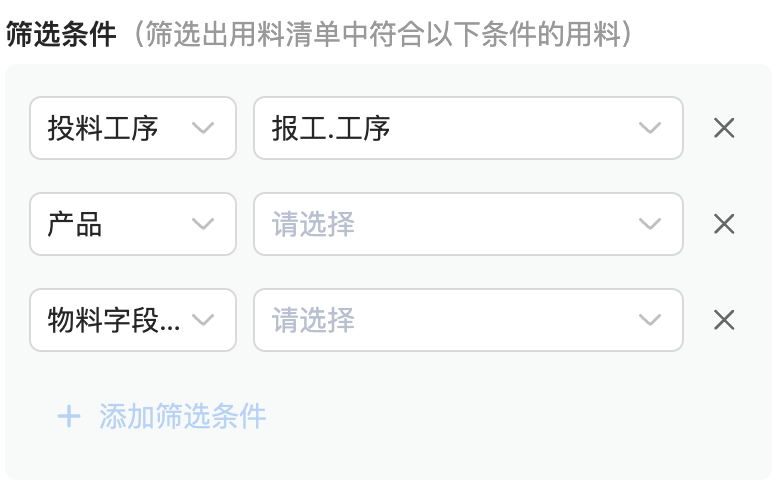 筛选条件（筛选出用料清单中符合以下条件的用料）
投料工序 报工.工序
产品 请选择
物料字段... 请选择
+ 添加筛选条件